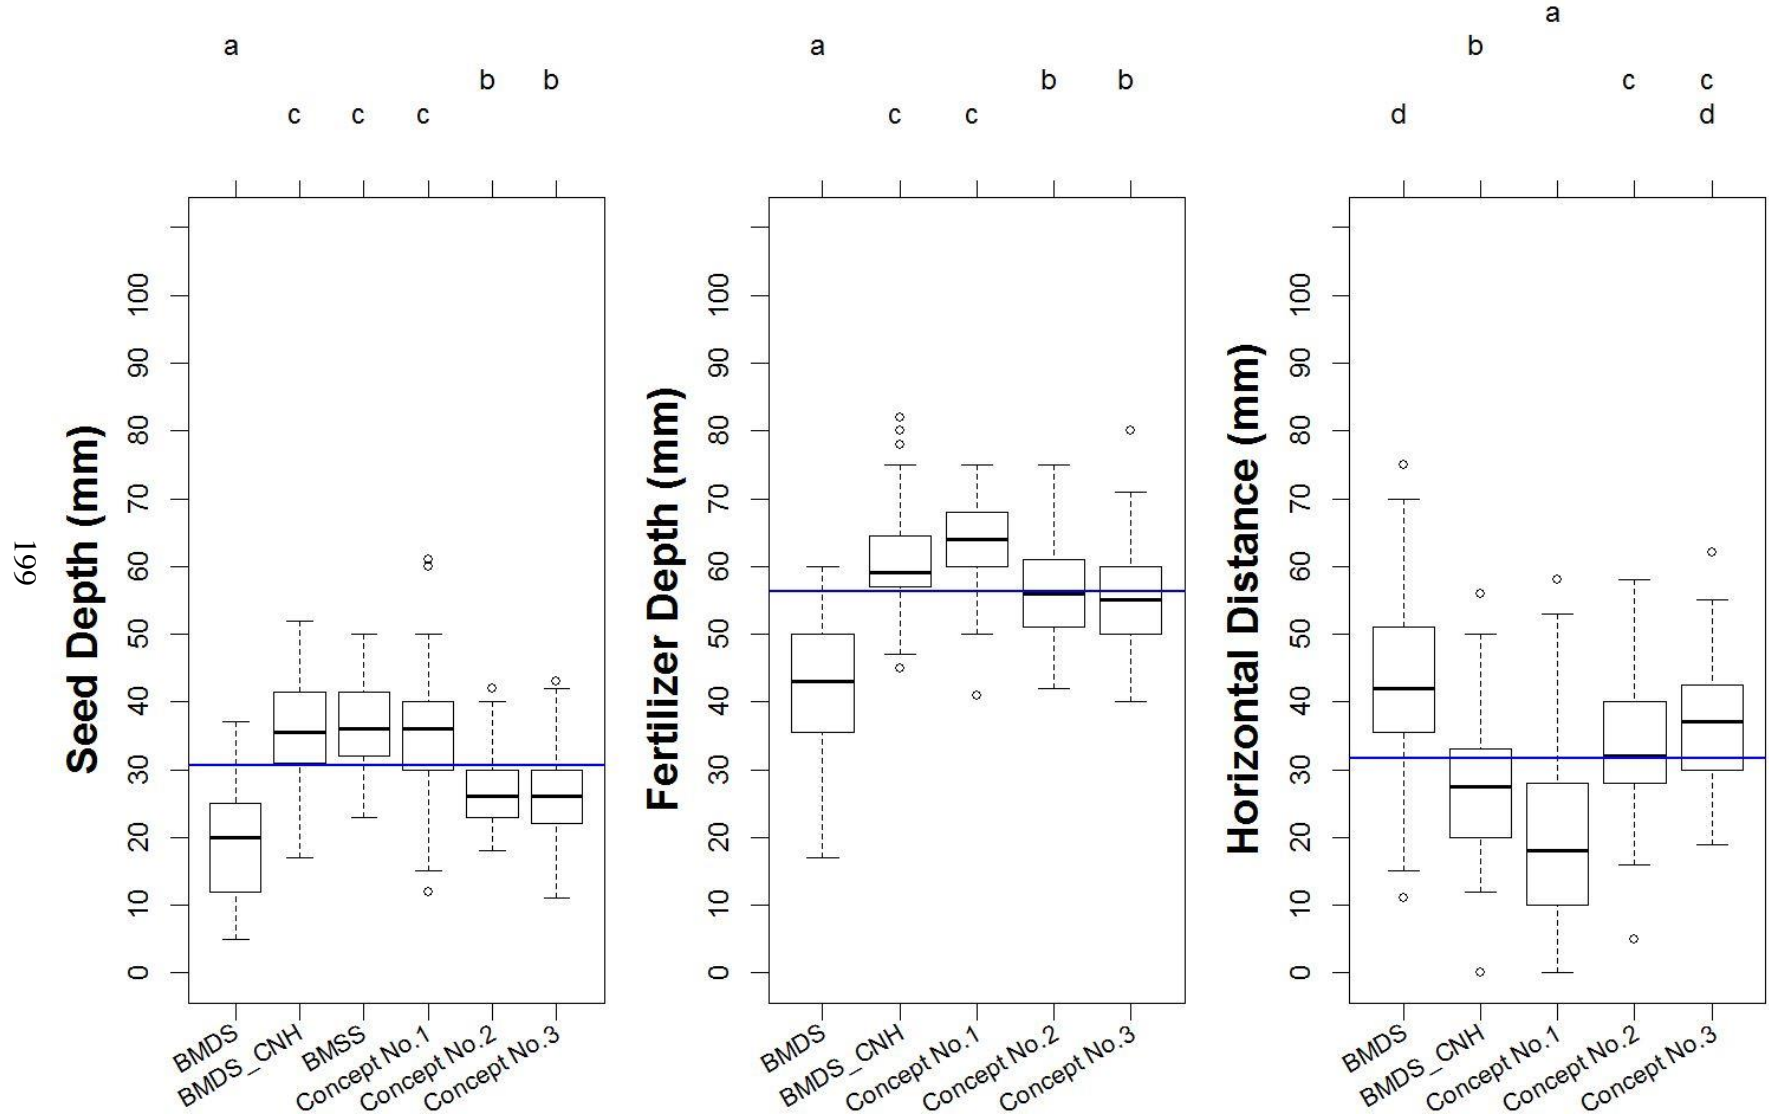 a
b b
c c c
Seed Depth (mm)
100
90
80
70
60
50
40
30
20
10
0
BMDS
BMDS_CNH
BMSS
Concept No.1
Concept No.2
Concept No.3
a
b b
c c
Fertilizer Depth (mm)
100
90
80
70
60
50
40
30
20
10
0
BMDS
BMDS_CNH
Concept No.1
Concept No.2
Concept No.3
a
b
c c
d d
Horizontal Distance (mm)
100
90
80
70
60
50
40
30
20
10
0
BMDS
BMDS_CNH
Concept No.1
Concept No.2
Concept No.3
199